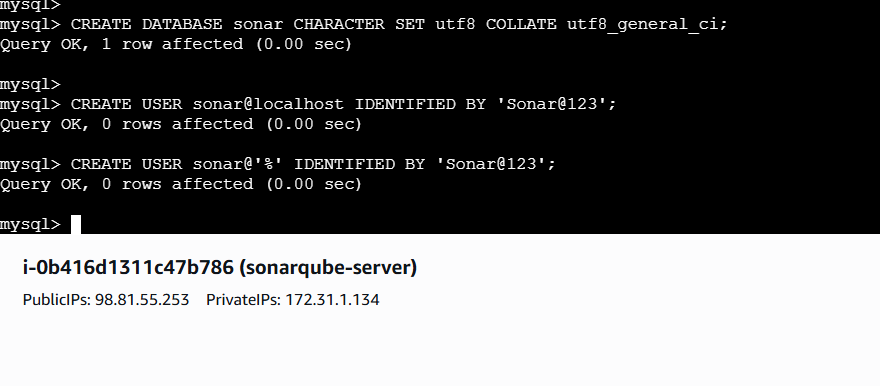 mysql>
mysql> CREATE DATABASE sonar CHARACTER SET utf8 COLLATE utf8_general_ci;
Query OK, 1 row affected (0.00 sec)
mysql>
mysql> CREATE USER sonar@localhost IDENTIFIED BY 'Sonar@123';
Query OK, 0 rows affected (0.00 sec)
mysql> CREATE USER sonar@'%' IDENTIFIED BY 'Sonar@123';
Query OK, 0 rows affected (0.00 sec)
mysql>
i-0b416d1311c47b786 (sonarqube-server)
PublicIPs: 98.81.55.253 PrivateIPs: 172.31.1.134